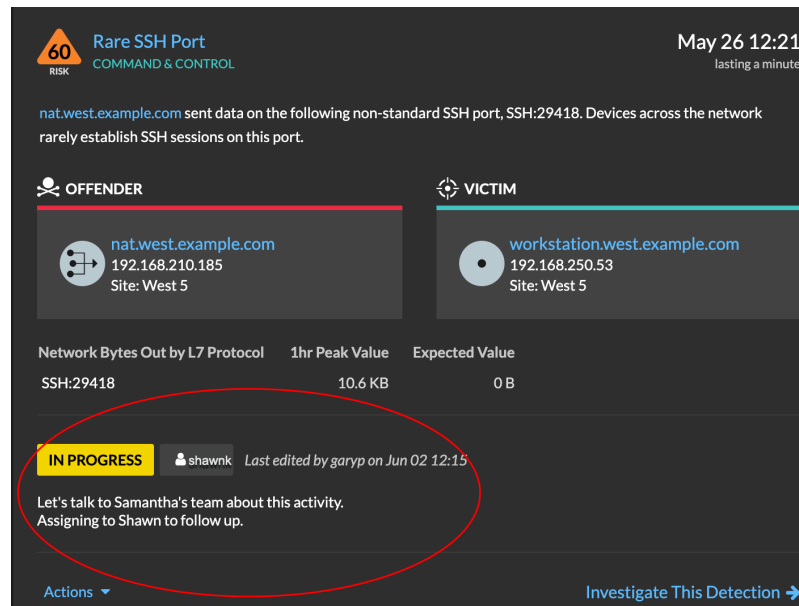 60
RISK
Rare SSH Port
COMMAND & CONTROL
May 26 12:21
lasting a minute
nat.west.example.com sent data on the following non-standard SSH port, SSH:29418. Devices across the network
rarely establish SSH sessions on this port.
OFFENDER
nat.west.example.com
192.168.210.185
Site: West 5
VICTIM
workstation.west.example.com
192.168.250.53
Site: West 5
Network Bytes Out by L7 Protocol 1hr Peak Value Expected Value
SSH:29418 10.6 KB 0 B
IN PROGRESS shawnk Last edited by garyp on Jun 02 12:15
Let's talk to Samantha's team about this activity.
Assigning to Shawn to follow up.
Actions Investigate This Detection